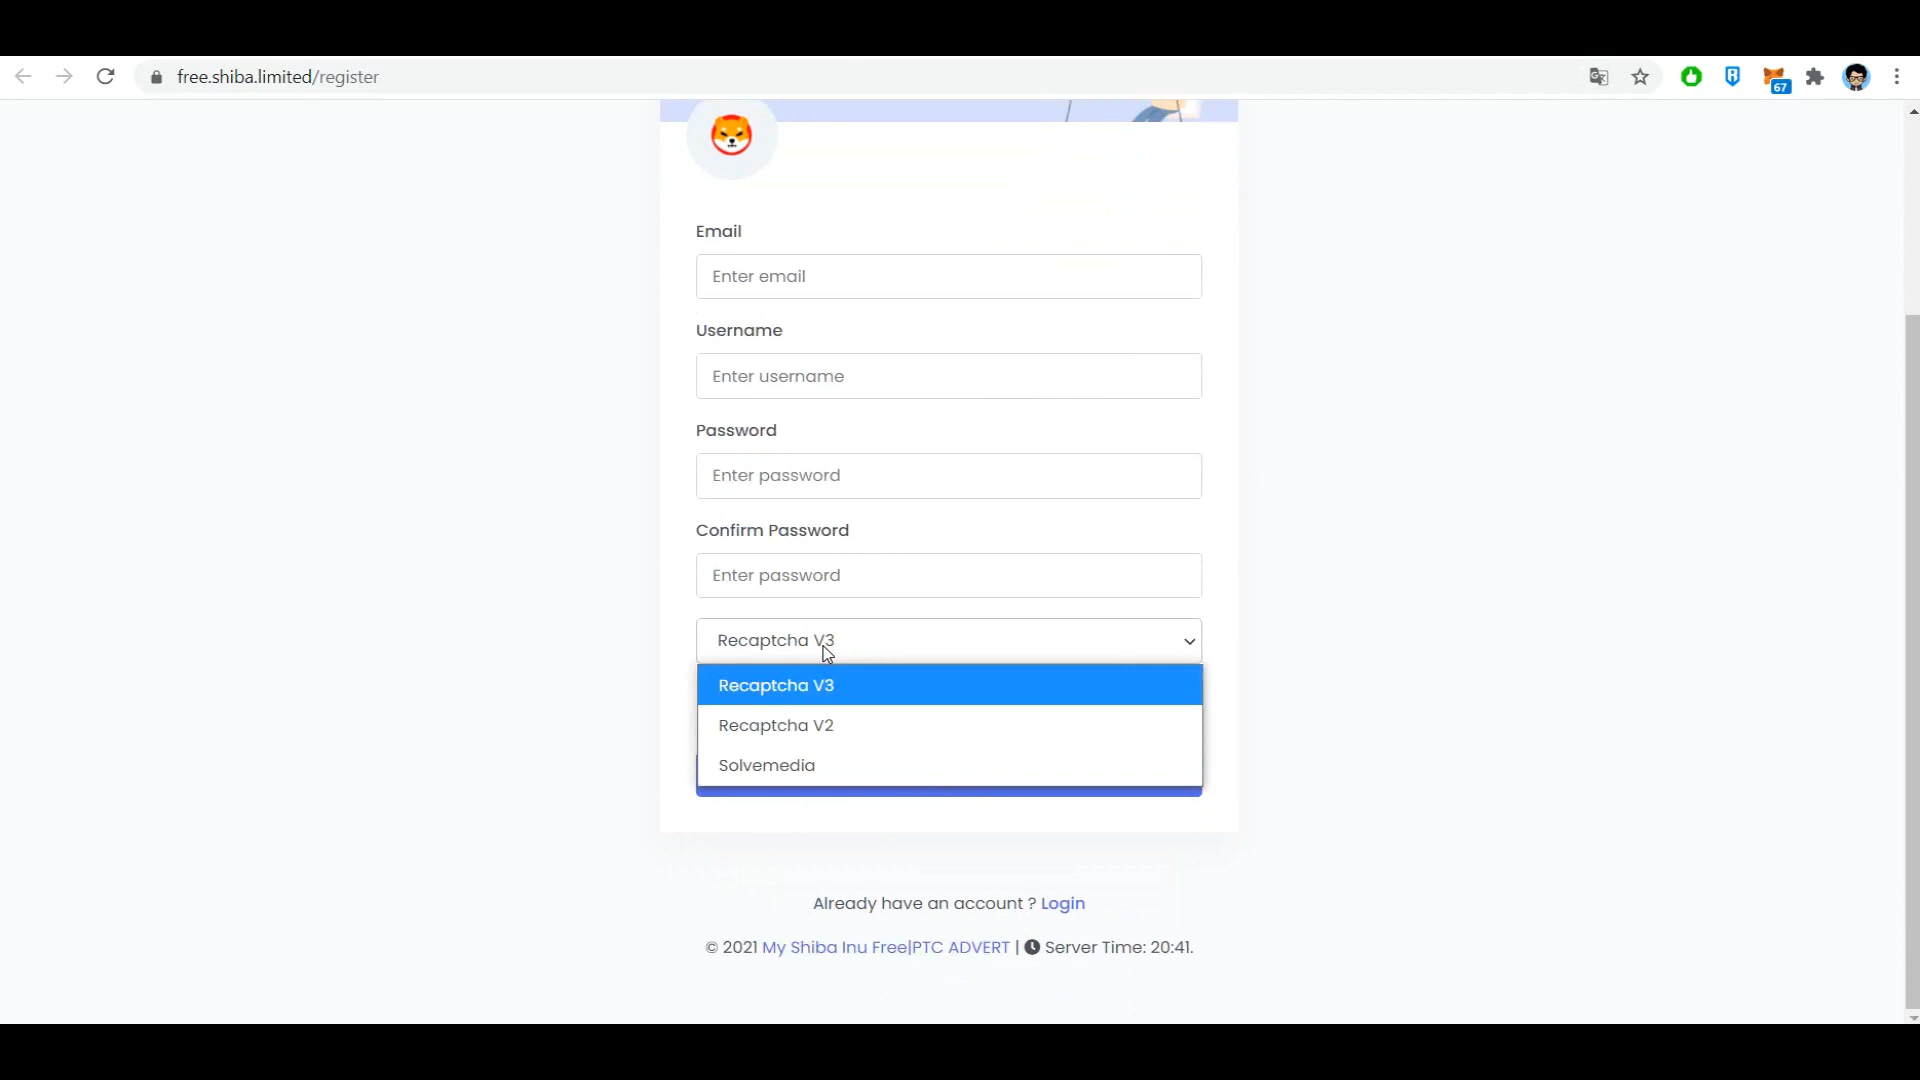 free.shiba.limited/register
67
Email
Enter email
Username
Enter username
Password
Enter password
Confirm Password
Enter password
Recaptcha V3
Recaptcha V3
Recaptcha V2
Solvemedia
Already have an account ? Login
© 2021 My Shiba Inu Free|PTC ADVERT | Server Time: 20:41.